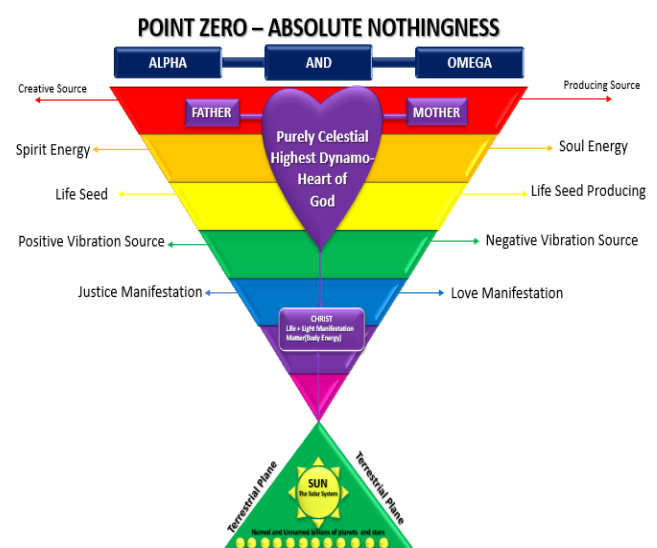 POINT ZERO – ABSOLUTE NOTHINGNESS
ALPHA AND OMEGA
Creative Source
Producing Source
FATHER
MOTHER
Purely Celestial
Highest Dynamo-
Heart of
God
Spirit Energy
Soul Energy
Life Seed
Life Seed Producing
Positive Vibration Source
Negative Vibration Source
Justice Manifestation
Love Manifestation
CHRIST
Life + Light Manifestation
Matter(Body Energy)
Terrestrial Plane
Terrestrial Plane
SUN
The Solar System
Named and Unnamed billions of planets and stars